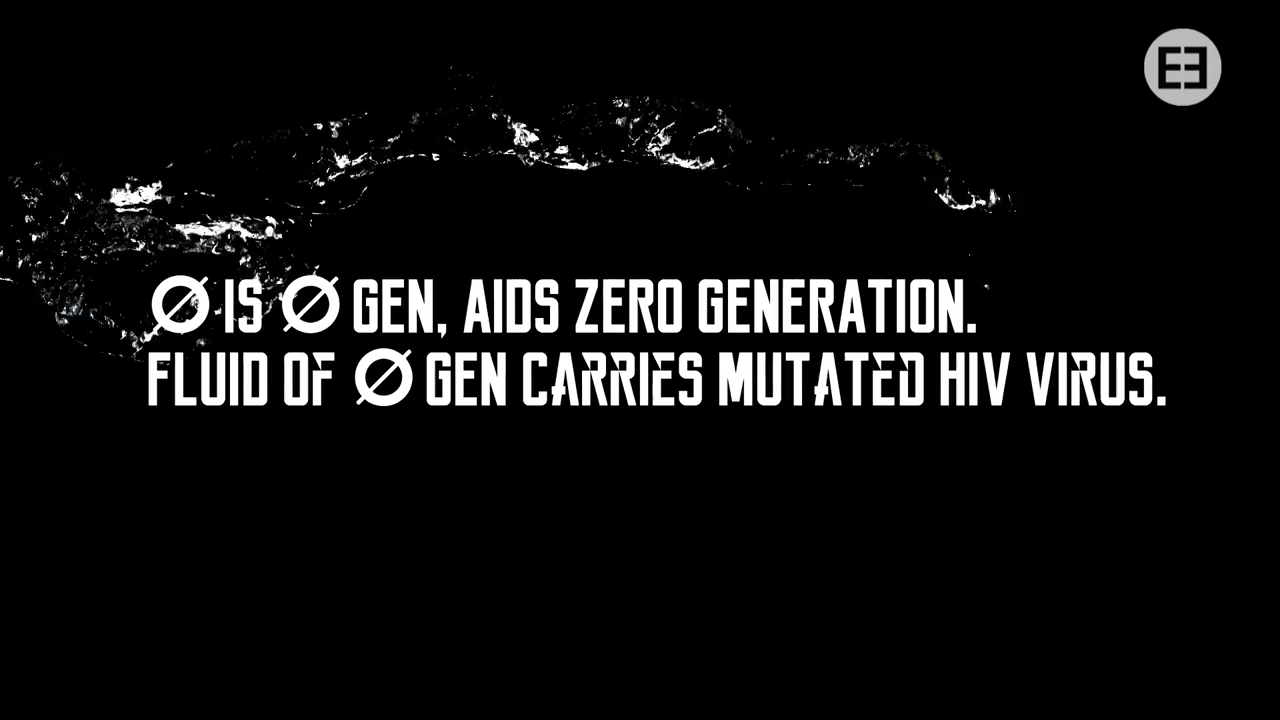 Ø IS Ø GEN, AIDS ZERO GENERATION.
FLUID OF Ø GEN CARRIES MUTATED HIV VIRUS.